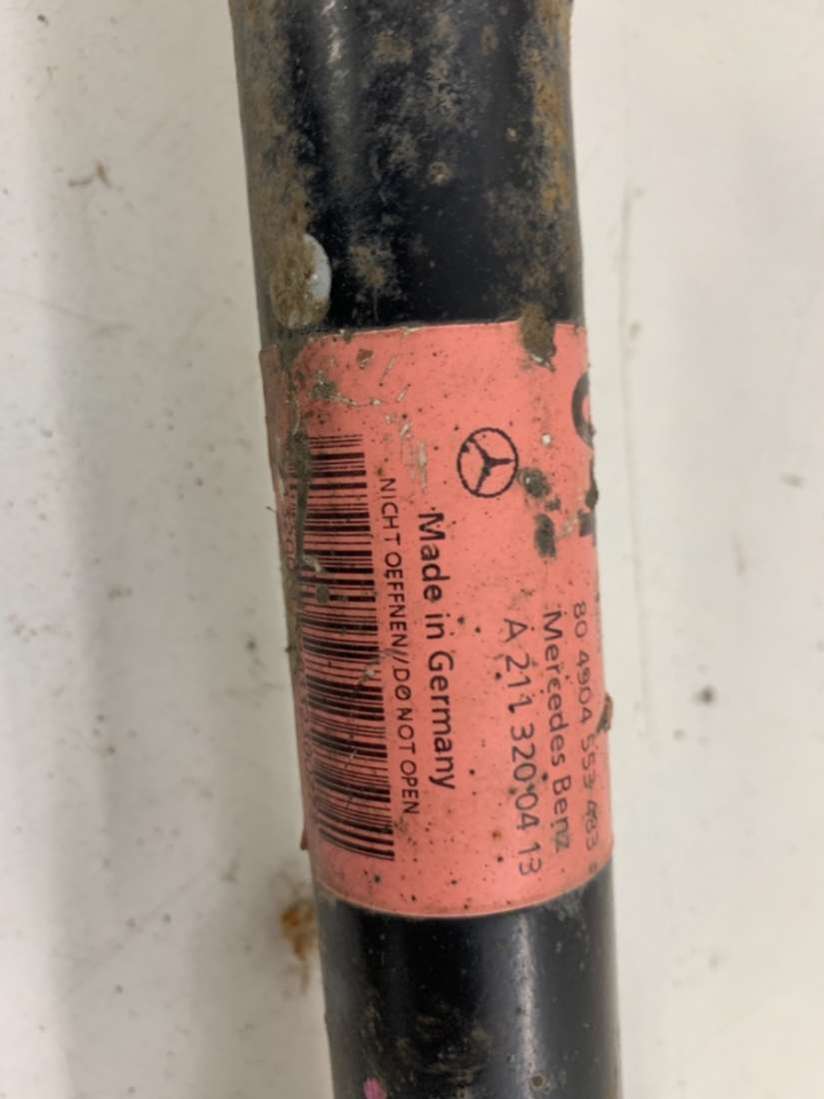 80 4904 553 483
Mercedes Benz
A 211 320 04 13
Made in Germany
NICHT OEFFNEN/DO NOT OPEN